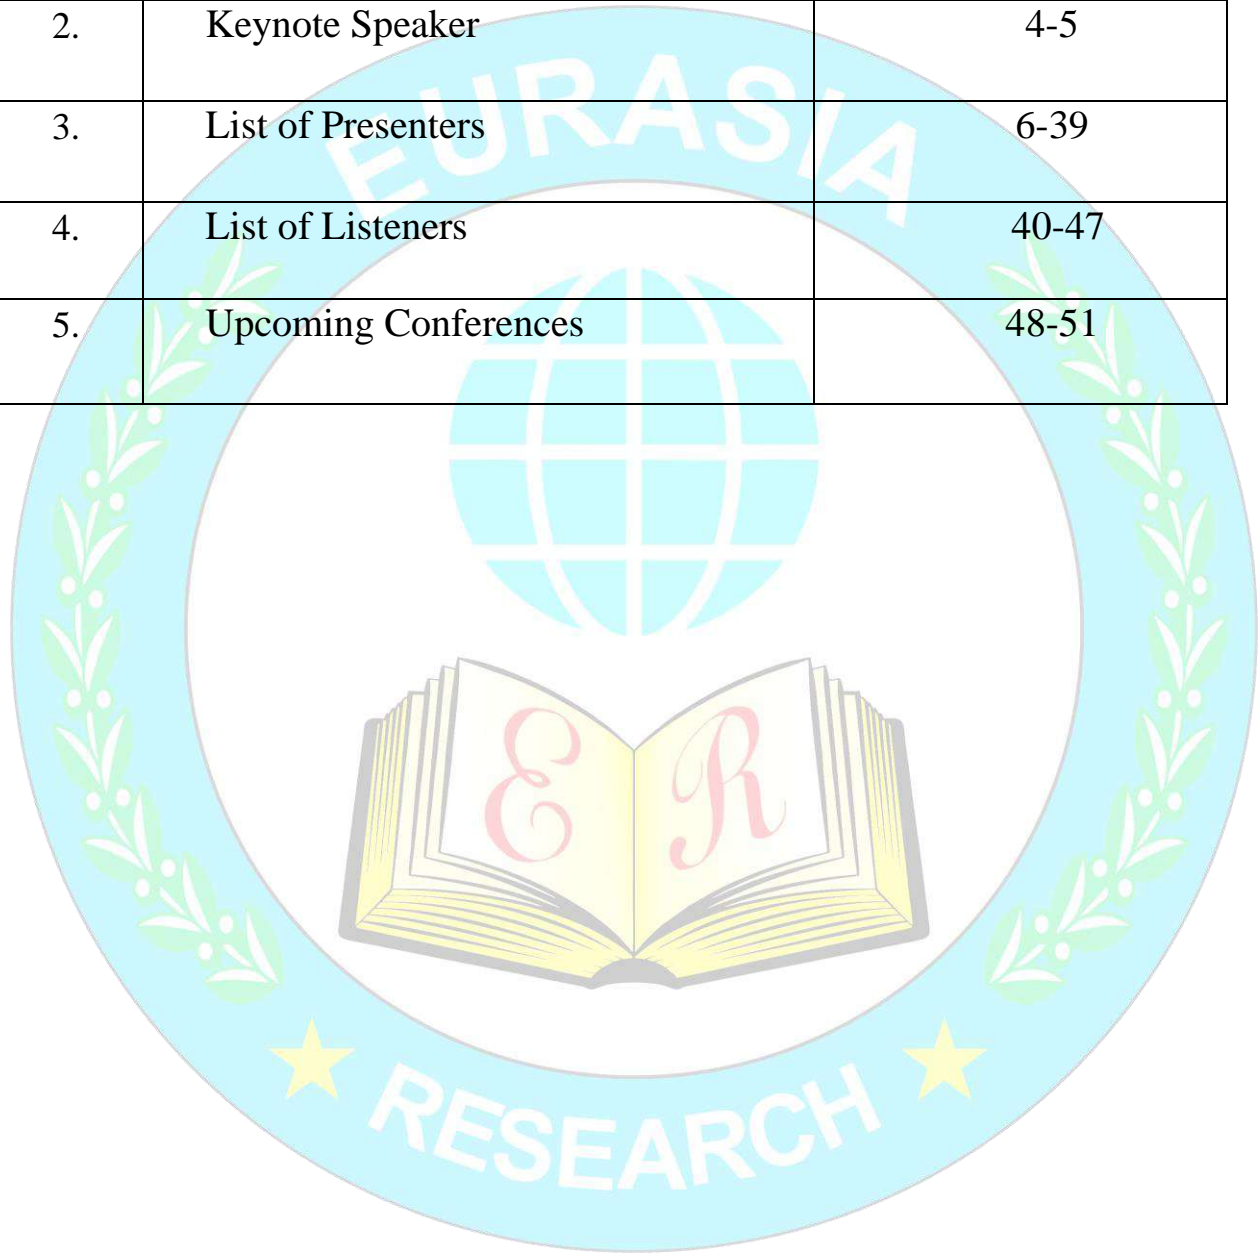 2. Keynote Speaker 4-5
3. List of Presenters 6-39
4. List of Listeners 40-47
5. Upcoming Conferences 48-51
EURASIA
E R
RESEARCH